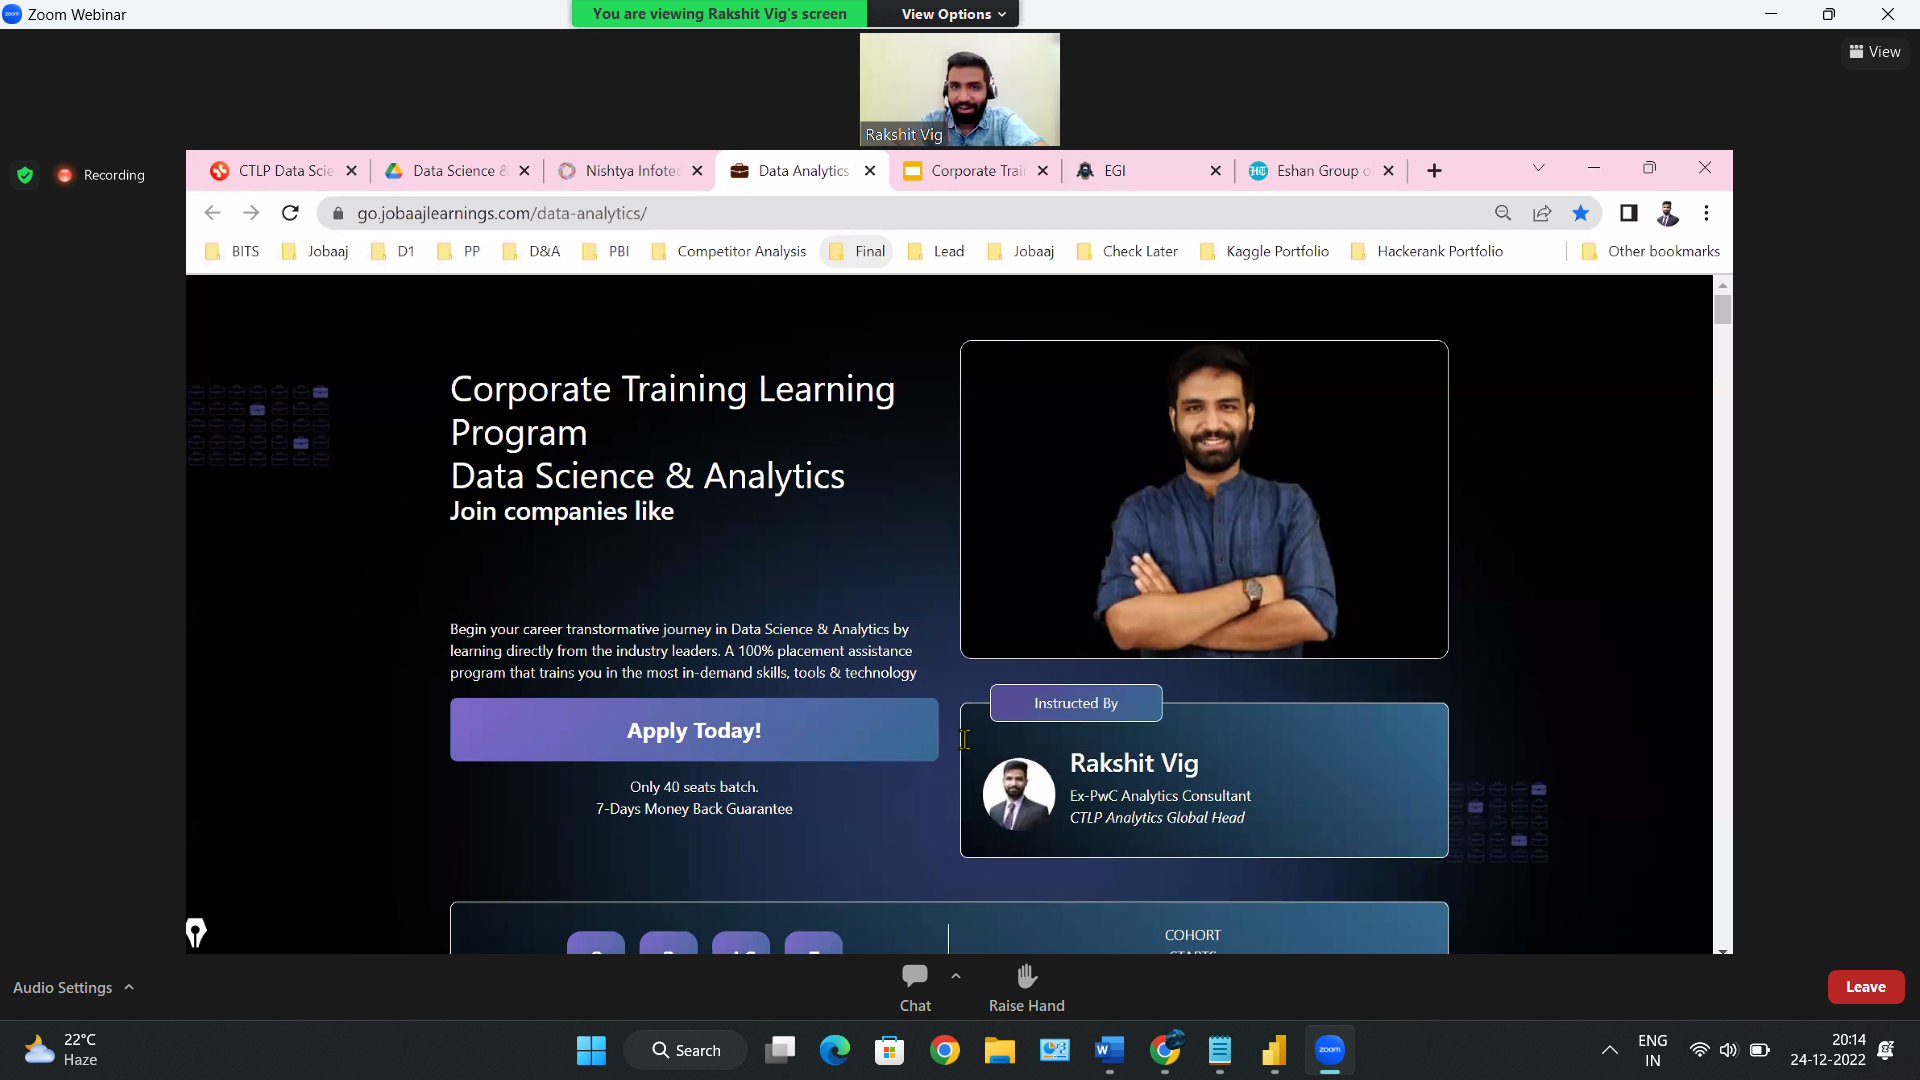 Zoom Webinar
You are viewing Rakshit Vig's screen
View Options
View
Rakshit Vig
Recording
CTLP Data Scie
Data Science &
Nishtya Infotec
Data Analytics
Corporate Trai
EGI
Eshan Group o
go.jobaajlearnings.com/data-analytics/
BITS
Jobaaj
D1
PP
D&A
PBI
Competitor Analysis
Final
Lead
Jobaaj
Check Later
Kaggle Portfolio
Hackerank Portfolio
Other bookmarks
Corporate Training Learning
Program
Data Science & Analytics
Join companies like
Begin your career transtormative journey in Data Science & Analytics by
learning directly from the industry leaders. A 100% placement assistance
program that trains you in the most in-demand skills, tools & technology
Apply Today!
Only 40 seats batch.
7-Days Money Back Guarantee
Instructed By
Rakshit Vig
Ex-PwC Analytics Consultant
CTLP Analytics Global Head
COHORT
STARTS
Audio Settings
Chat
Raise Hand
Leave
22°C
Haze
Search
zoom
ENG
IN
20:14
24-12-2022